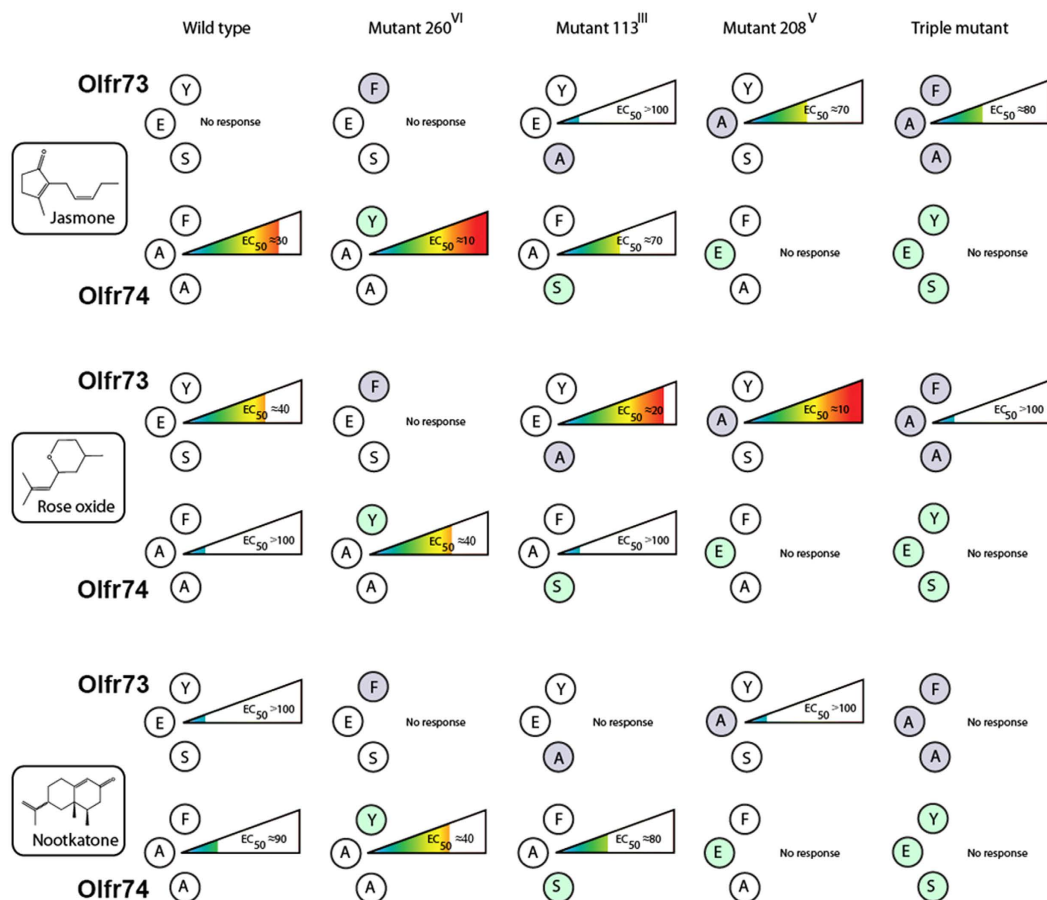 Wild type Mutant 260VI Mutant 113III Mutant 208V Triple mutant
Olfr73 Y F Y Y F
E No response E No response E EC50 >100 A EC50 ≈70 A EC50 ≈80
S S A S A
O
Jasmone
F Y F F Y
A EC50 ≈30 A EC50 ≈10 A EC50 ≈70 E No response E No response
Olfr74 A A S A S
Olfr73 Y F Y Y F
E EC50 ≈40 E No response E EC50 ≈20 A EC50 ≈10 A EC50 >100
S S A S A
O
Rose oxide
F Y F F Y
A EC50 >100 A EC50 ≈40 A EC50 >100 E No response E No response
Olfr74 A A S A S
Olfr73 Y F Y Y F
E EC50 >100 E No response E No response A EC50 >100 A No response
S S A S A
Nootkatone
F Y F F Y
A EC50 ≈90 A EC50 ≈40 A EC50 ≈80 E No response E No response
Olfr74 A A S A S